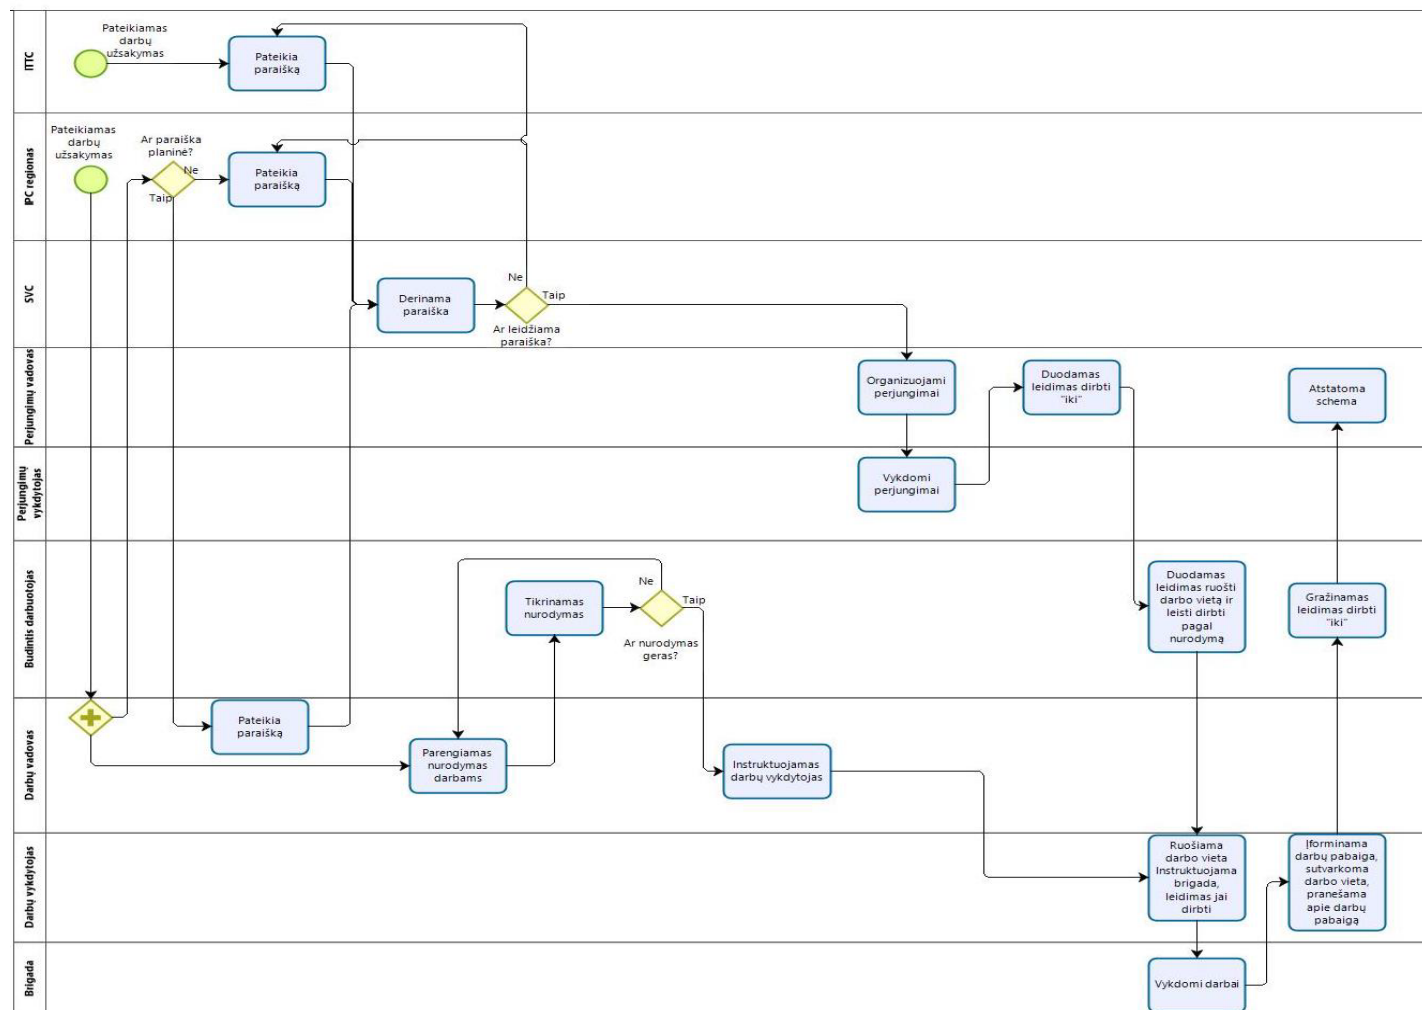 ITTC
Pateikiamas
darbų
užsakymas
Pateikia
paraišką
IPC regionas
Pateikiamas
darbų
užsakymas
Ar paraiška
planinė?
Ne
Taip
Pateikia
paraišką
SVC
Derinama
paraiška
Ne
Taip
Ar leidžiama
paraiška?
Perjungimų vadovas
Organizuojami
perjungimai
Duodamas
leidimas dirbti
"iki"
Atstatoma
schema
Perjungimų
vykdytojas
Vykdomi
perjungimai
Budintis darbuotojas
Tikrinamas
nurodymas
Ne
Taip
Ar nurodymas
geras?
Duodamas
leidimas ruošti
darbo vietą ir
leisti dirbti
pagal
nurodymą
Gražinamas
leidimas dirbti
"iki"
Darbų vadovas
Pateikia
paraišką
Parengiamas
nurodymas
darbams
Instruktuojamas
darbų vykdytojas
Darbų vykdytojas
Ruošiama
darbo vieta
Instruktuojama
brigada,
leidimas jai
dirbti
Įforminama
darbų pabaiga,
sutvarkoma
darbo vieta,
pranešama
apie darbų
pabaigą
Brigada
Vykdomi darbai